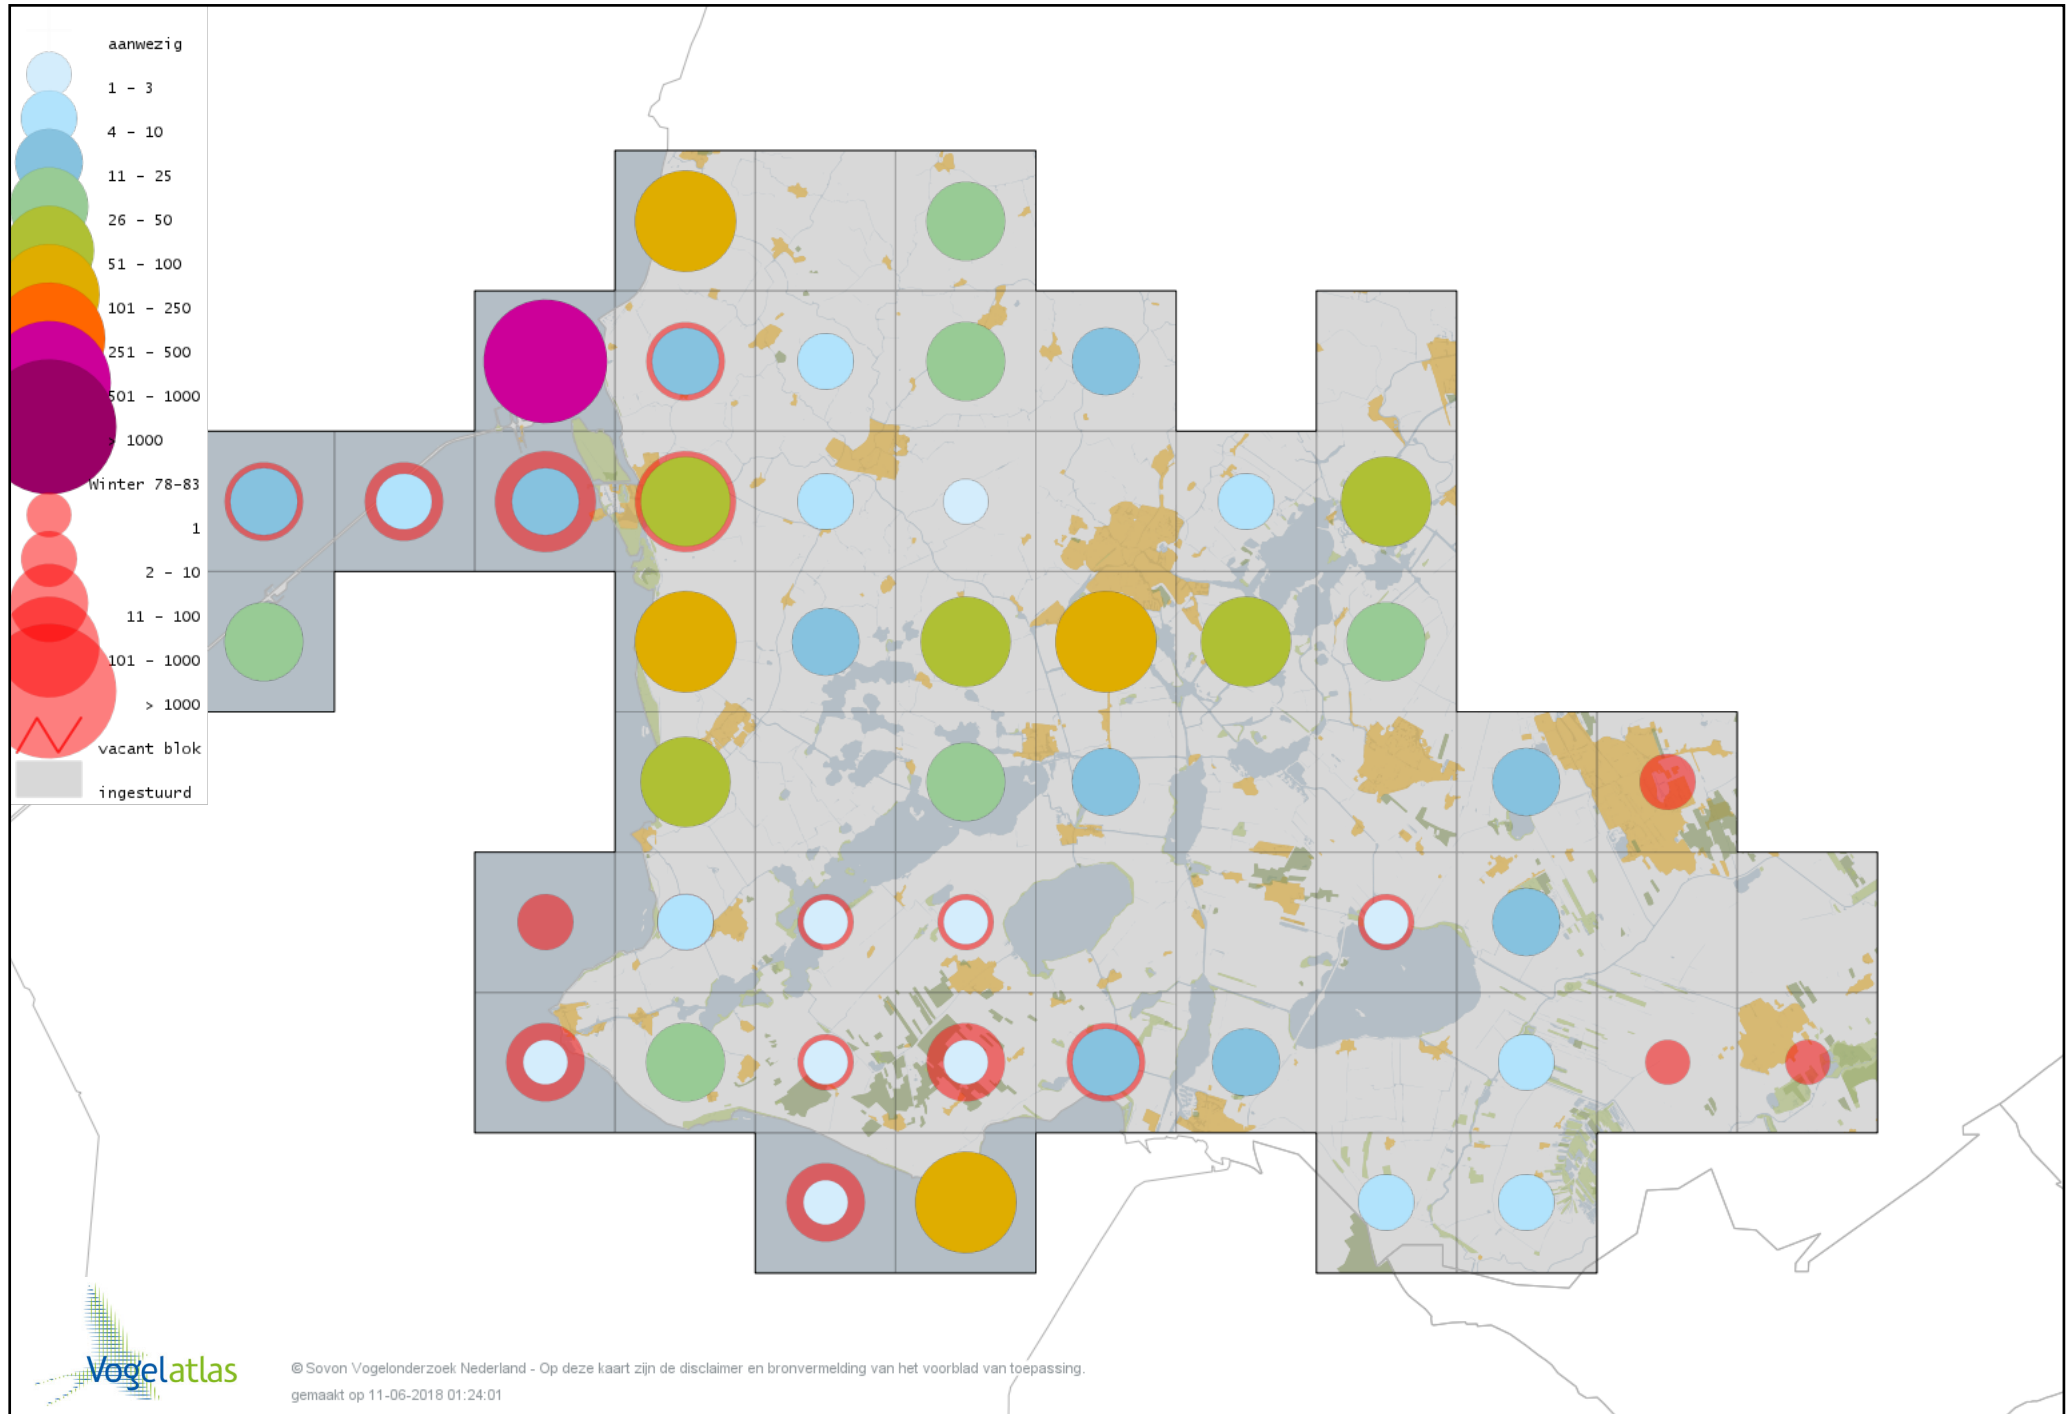 aanwezig
1 - 3
4 - 10
11 - 25
26 - 50
51 - 100
101 - 250
251 - 500
501 - 1000
> 1000
Winter 78-83
1
2 - 10
11 - 100
101 - 1000
> 1000
vacant blok
ingestuurd
Vogelatlas
© Sovon Vogelonderzoek Nederland - Op deze kaart zijn de disclaimer en bronvermelding van het voorblad van toepassing.
gemaakt op 11-06-2018 01:24:01